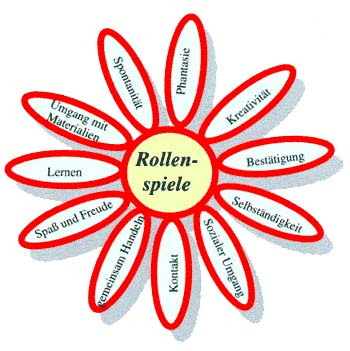 Rollen-
spiele
Phantasie
Kreativität
Bestätigung
Selbständigkeit
Sozialer Umgang
Kontakt
gemeinsam Handeln
Spaß und Freude
Lernen
Umgang mit
Materialien
Spontanität